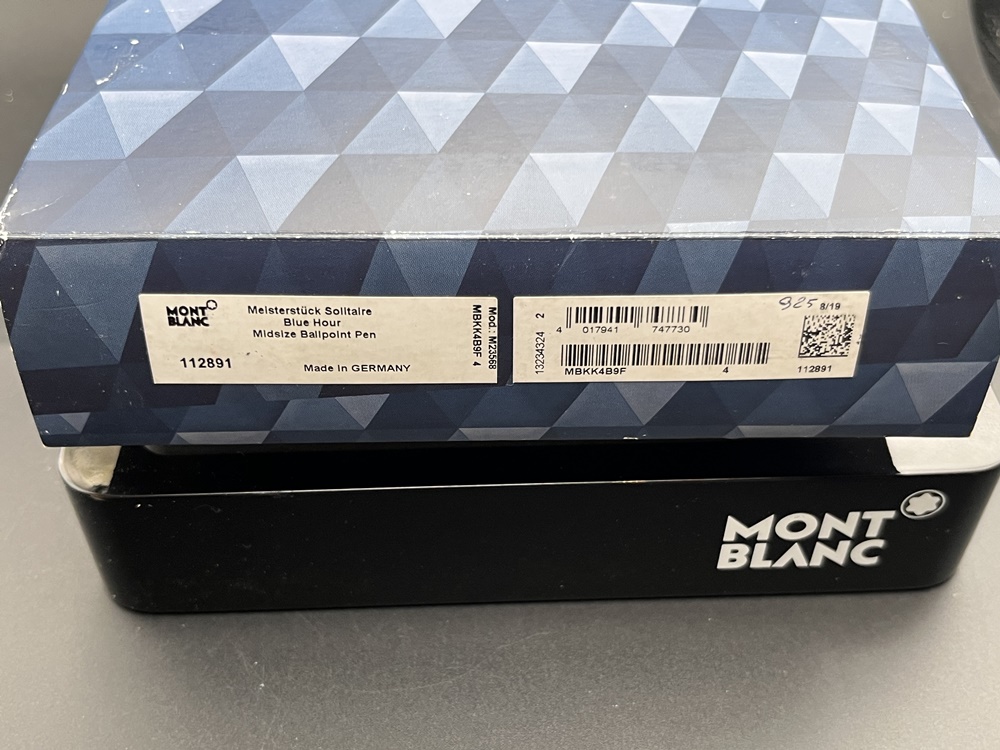 MONT
BLANC
Meisterstück Solitaire
Blue Hour
Midsize Ballpoint Pen
112891
Made in GERMANY
Mod.: M23568
MBKK4B9F 4
13234324 2
4 017941 747730
MBKK4B9F 4
925 8/19
112891
MONT
BLANC